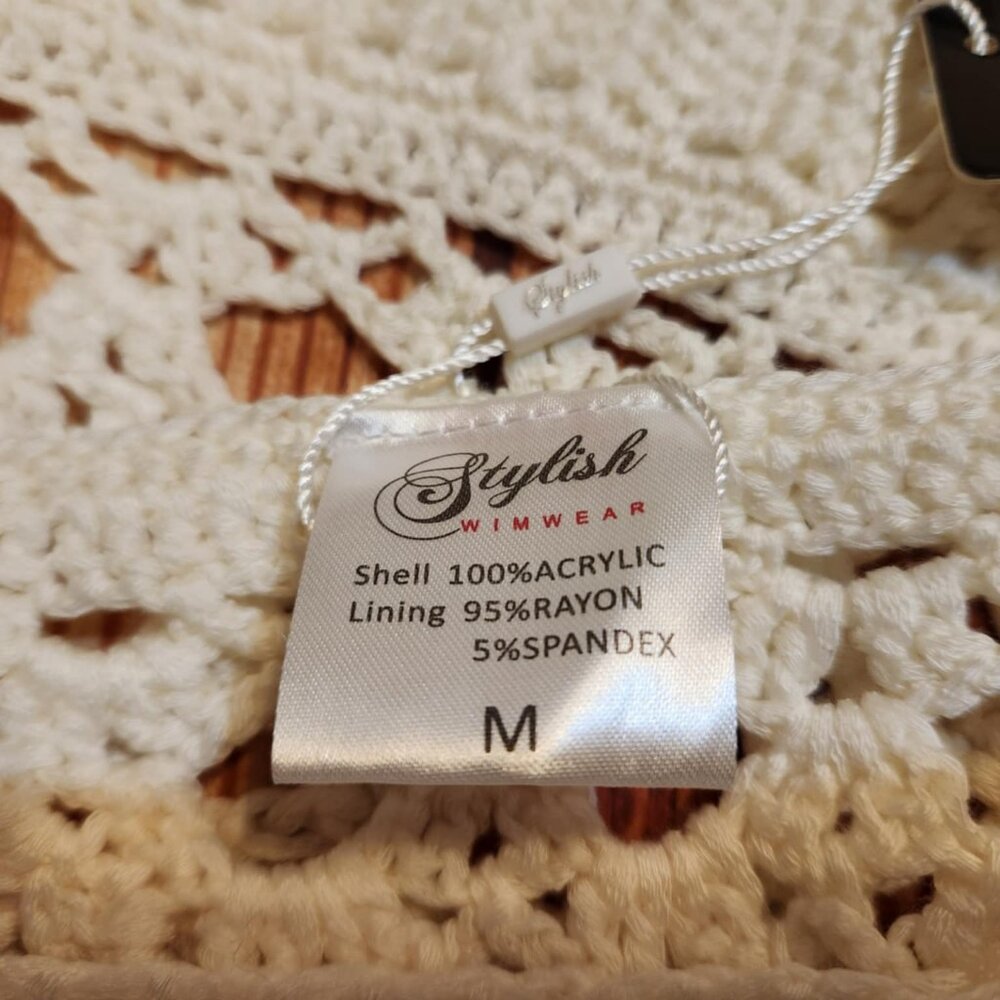 Stylish
Stylish
WIMWEAR
Shell 100%ACRYLIC
Lining 95%RAYON
5%SPANDEX
M